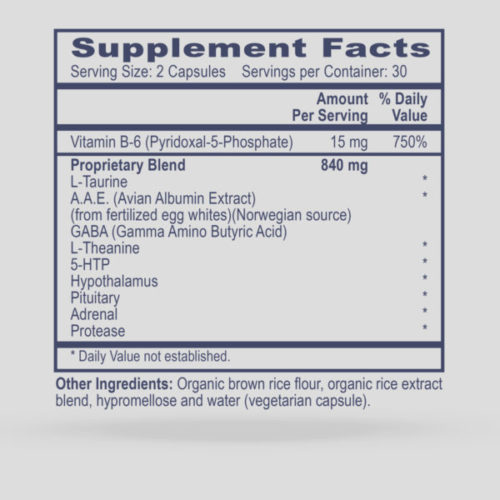 Supplement Facts
Serving Size: 2 Capsules Servings per Container: 30
Amount % Daily
Per Serving Value
Vitamin B-6 (Pyridoxal-5-Phosphate) 15 mg 750%
Proprietary Blend 840 mg
L-Taurine *
A.A.E. (Avian Albumin Extract) *
(from fertilized egg whites)(Norwegian source)
GABA (Gamma Amino Butyric Acid)
L-Theanine *
5-HTP *
Hypothalamus *
Pituitary *
Adrenal *
Protease *
* Daily Value not established.
Other Ingredients: Organic brown rice flour, organic rice extract
blend, hypromellose and water (vegetarian capsule).